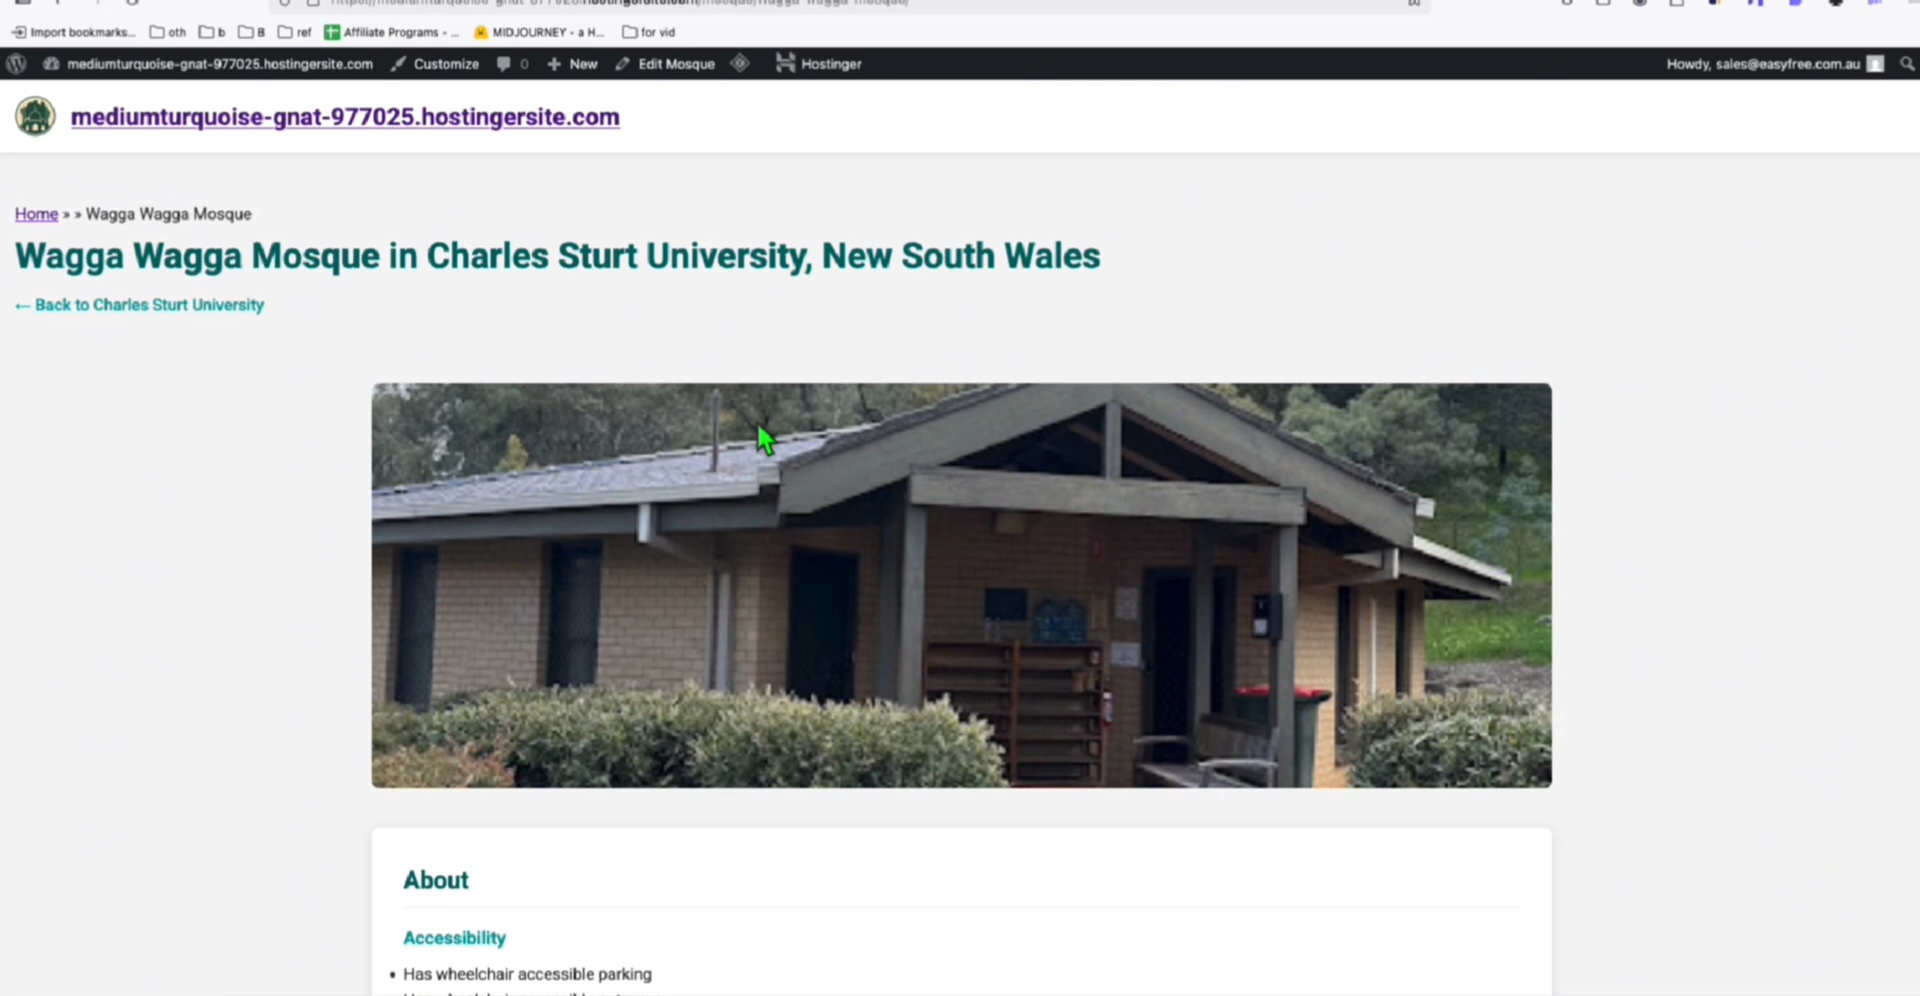 Import bookmarks... oth b B ref Affiliate Programs - ... MIDJOURNEY - a H... for vid
mediumturquoise-gnat-977025.hostingersite.com Customize 0 New Edit Mosque Hostinger Howdy, sales@easyfree.com.au
mediumturquoise-gnat-977025.hostingersite.com
Home » » Wagga Wagga Mosque
Wagga Wagga Mosque in Charles Sturt University, New South Wales
← Back to Charles Sturt University
About
Accessibility
• Has wheelchair accessible parking